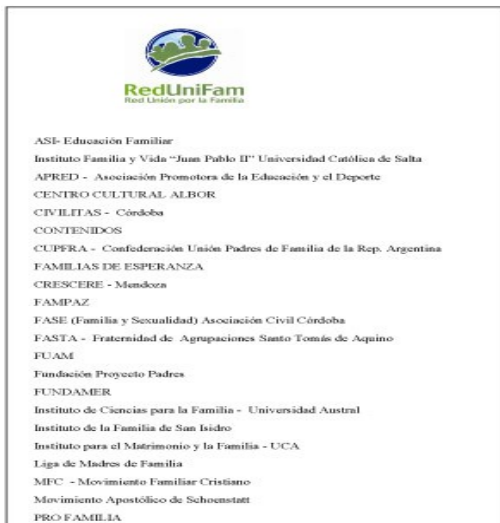 RedUniFam
Red Unión por la Familia
ASI- Educación Familiar
Instituto Familia y Vida "Juan Pablo II" Universidad Católica de Salta
APRED - Asociación Promotora de la Educación y el Deporte
CENTRO CULTURAL ALBOR
CIVILITAS - Córdoba
CONTENIDOS
CUPFRA - Confederación Unión Padres de Familia de la Rep. Argentina
FAMILIAS DE ESPERANZA
CRESCERE - Mendoza
FAMPAZ
FASE (Familia y Sexualidad) Asociación Civil Córdoba
FASTA - Fraternidad de Agrupaciones Santo Tomás de Aquino
FUAM
Fundación Proyecto Padres
FUNDAMER
Instituto de Ciencias para la Familia - Universidad Austral
Instituto de la Familia de San Isidro
Instituto para el Matrimonio y la Familia - UCA
Liga de Madres de Familia
MFC - Movimiento Familiar Cristiano
Movimiento Apostólico de Schoenstatt
PRO FAMILIA